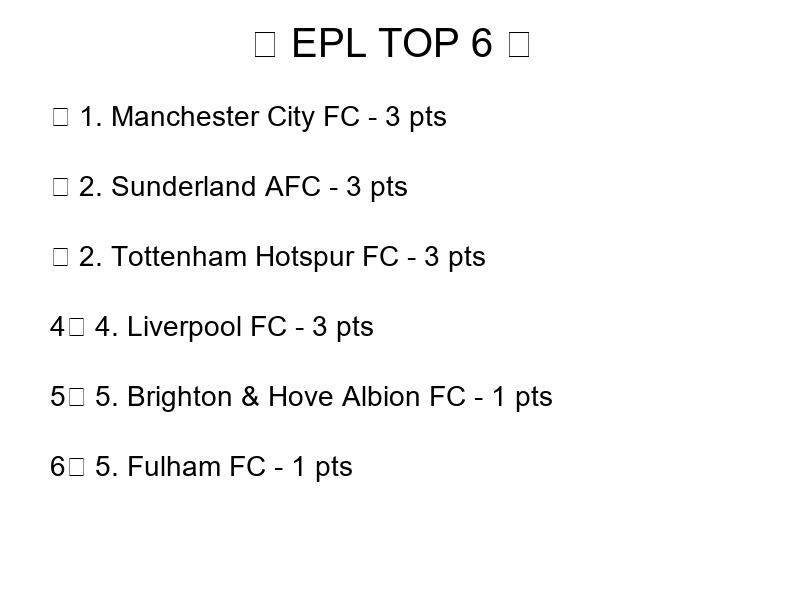 □ EPL TOP 6 □
□ 1. Manchester City FC - 3 pts
□ 2. Sunderland AFC - 3 pts
□ 2. Tottenham Hotspur FC - 3 pts
4□ 4. Liverpool FC - 3 pts
5□ 5. Brighton & Hove Albion FC - 1 pts
6□ 5. Fulham FC - 1 pts